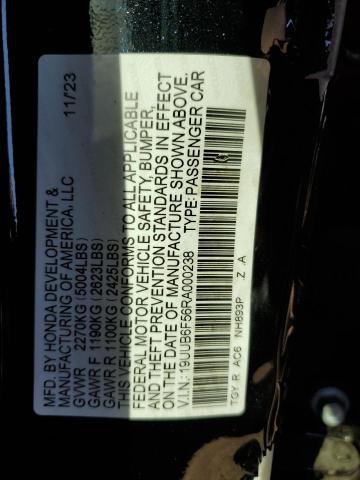 MFD. BY HONDA DEVELOPMENT & 11/23
MANUFACTURING OF AMERICA, LLC
GVWR 2270KG (5004LBS)
GAWR F 1190KG (2623LBS)
GAWR R 1100KG (2425LBS)
THIS VEHICLE CONFORMS TO ALL APPLICABLE
FEDERAL MOTOR VEHICLE SAFETY, BUMPER,
AND THEFT PREVENTION STANDARDS IN EFFECT
ON THE DATE OF MANUFACTURE SHOWN ABOVE.
V.I.N.: 19UUB6F56RA000238 TYPE: PASSENGER CAR
TGY R AC6 NH893P Z A